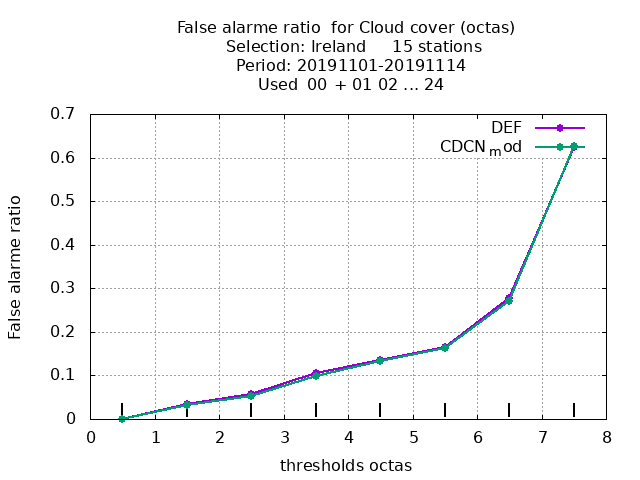 False alarme ratio  for Cloud cover (octas)
Selection: Ireland     15 stations
Period: 20191101-20191114
Used  00  + 01 02 ... 24
DEF
CDCNmod
0.7
0.6
0.5
0.4
0.3
0.2
0.1
0
False alarme ratio
0 1 2 3 4 5 6 7 8
thresholds octas